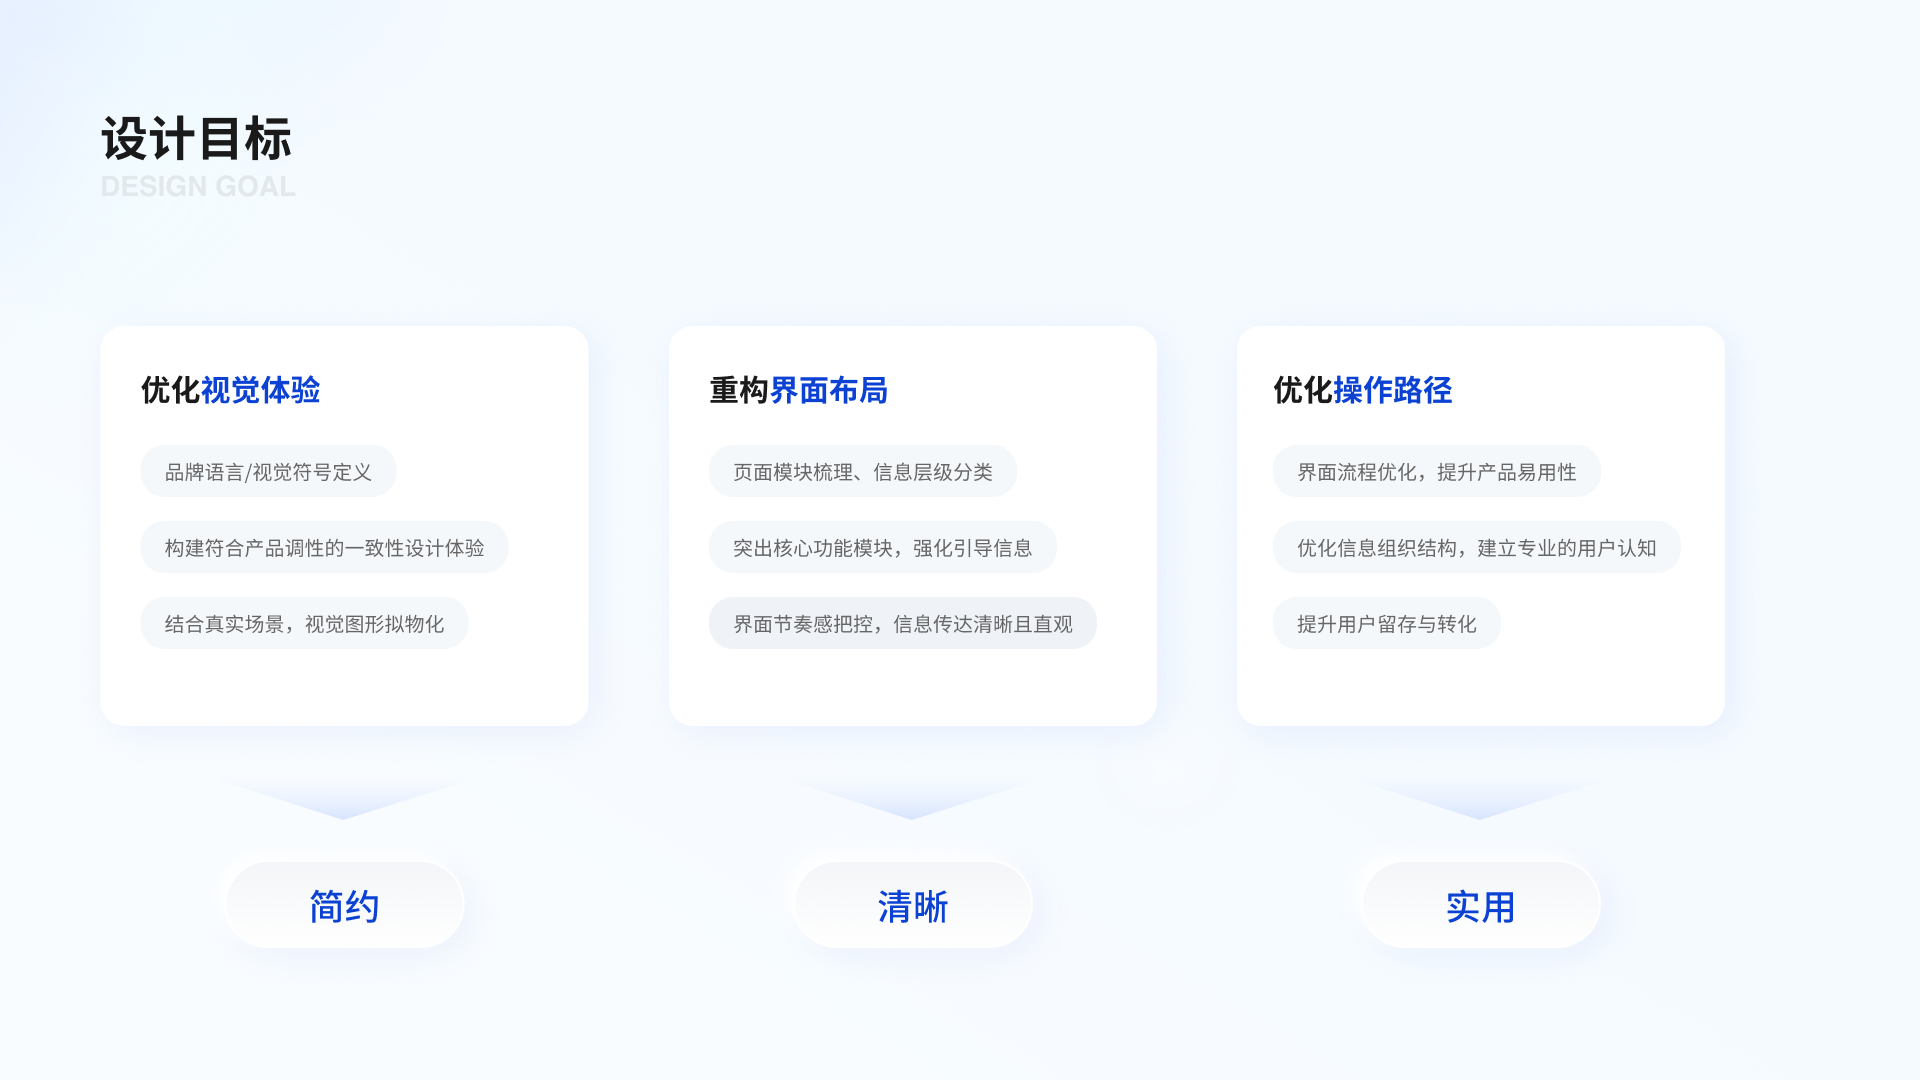 设计目标
DESIGN GOAL
优化视觉体验
品牌语言/视觉符号定义
构建符合产品调性的一致性设计体验
结合真实场景，视觉图形拟物化
简约
重构界面布局
页面模块梳理、信息层级分类
突出核心功能模块，强化引导信息
界面节奏感把控，信息传达清晰且直观
清晰
优化操作路径
界面流程优化，提升产品易用性
优化信息组织结构，建立专业的用户认知
提升用户留存与转化
实用